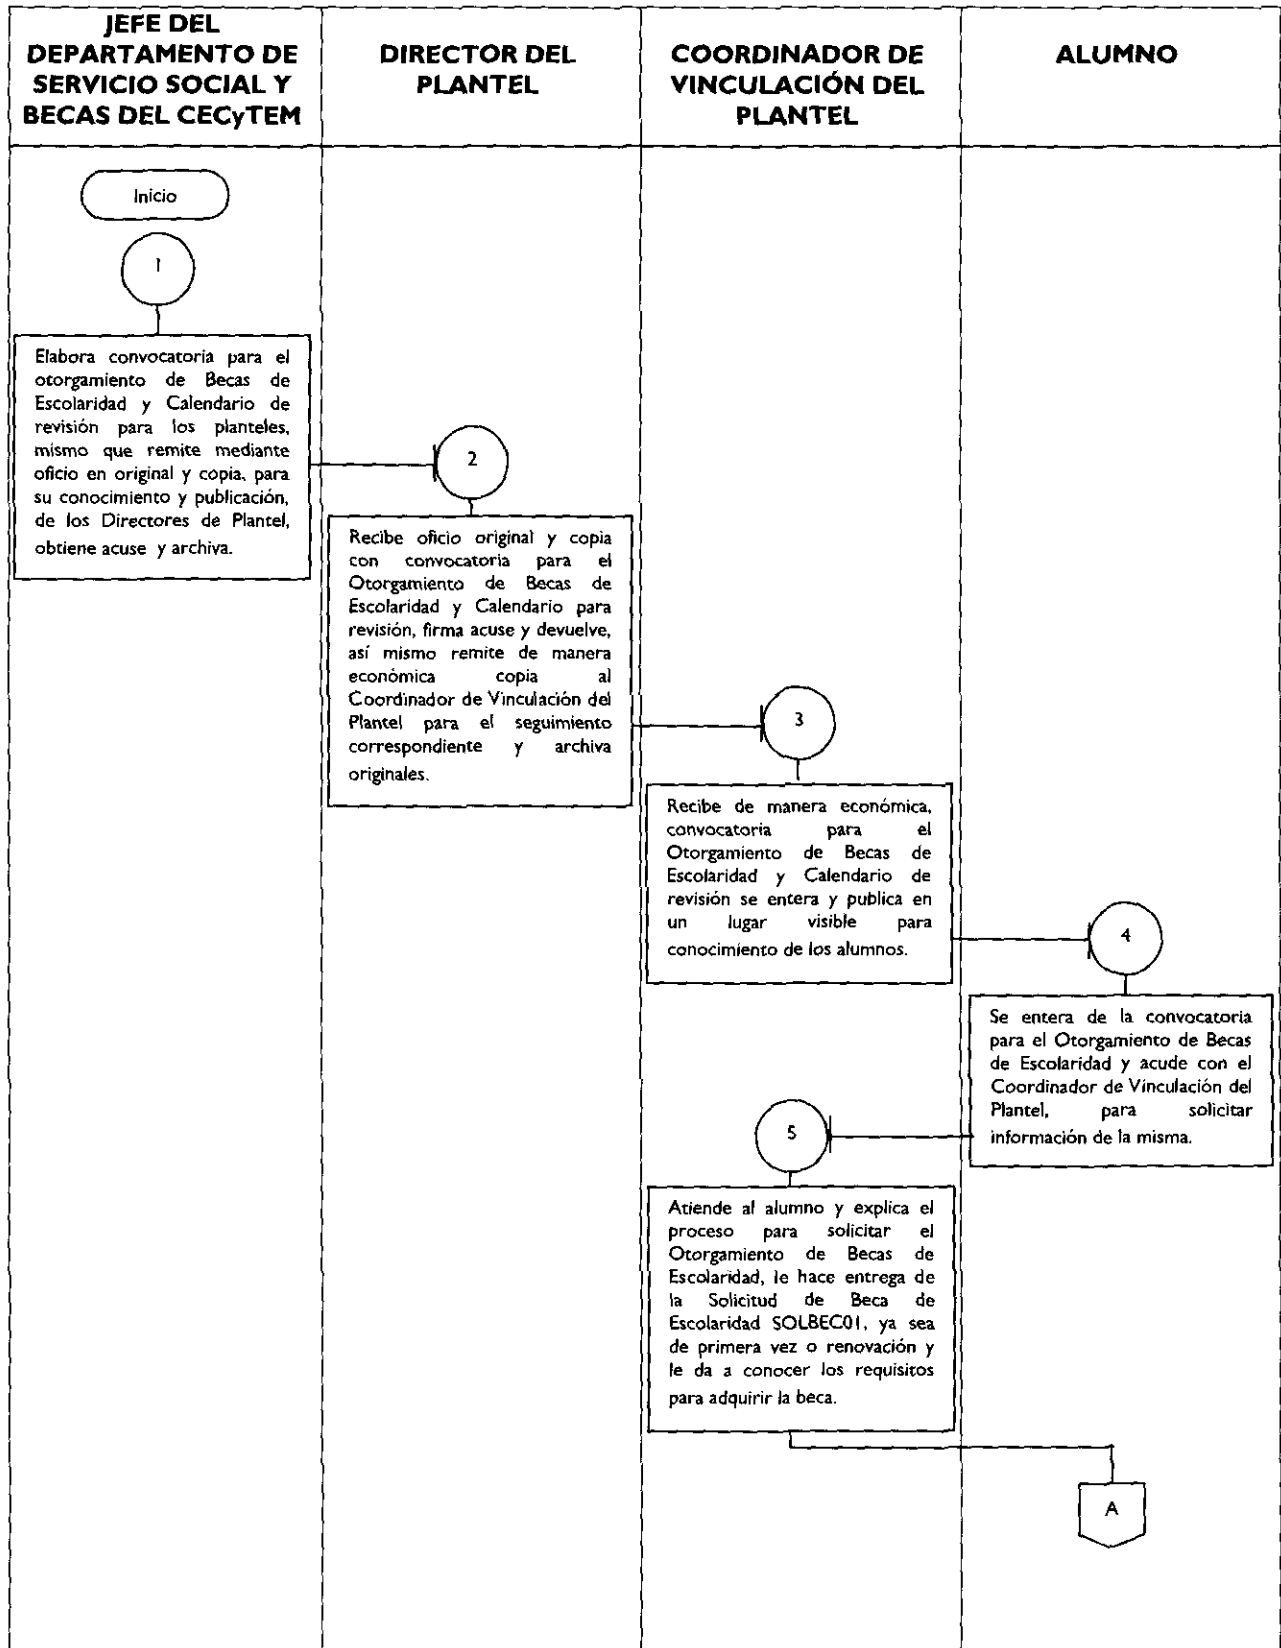 JEFE DEL
DEPARTAMENTO DE
SERVICIO SOCIAL Y
BECAS DEL CECyTEM
DIRECTOR DEL
PLANTEL
COORDINADOR DE
VINCULACIÓN DEL
PLANTEL
ALUMNO
Inicio
1
Elabora convocatoria para el
otorgamiento de Becas de
Escolaridad y Calendario de
revisión para los planteles,
mismo que remite mediante
oficio en original y copia, para
su conocimiento y publicación,
de los Directores de Plantel,
obtiene acuse y archiva.
2
Recibe oficio original y copia
con convocatoria para el
Otorgamiento de Becas de
Escolaridad y Calendario para
revisión, firma acuse y devuelve,
así mismo remite de manera
económica copia al
Coordinador de Vinculación del
Plantel para el seguimiento
correspondiente y archiva
originales.
3
Recibe de manera económica,
convocatoria para el
Otorgamiento de Becas de
Escolaridad y Calendario de
revisión se entera y publica en
un lugar visible para
conocimiento de los alumnos.
4
Se entera de la convocatoria
para el Otorgamiento de Becas
de Escolaridad y acude con el
Coordinador de Vinculación del
Plantel, para solicitar
información de la misma.
5
Atiende al alumno y explica el
proceso para solicitar el
Otorgamiento de Becas de
Escolaridad, le hace entrega de
la Solicitud de Beca de
Escolaridad SOLBEC01, ya sea
de primera vez o renovación y
le da a conocer los requisitos
para adquirir la beca.
A